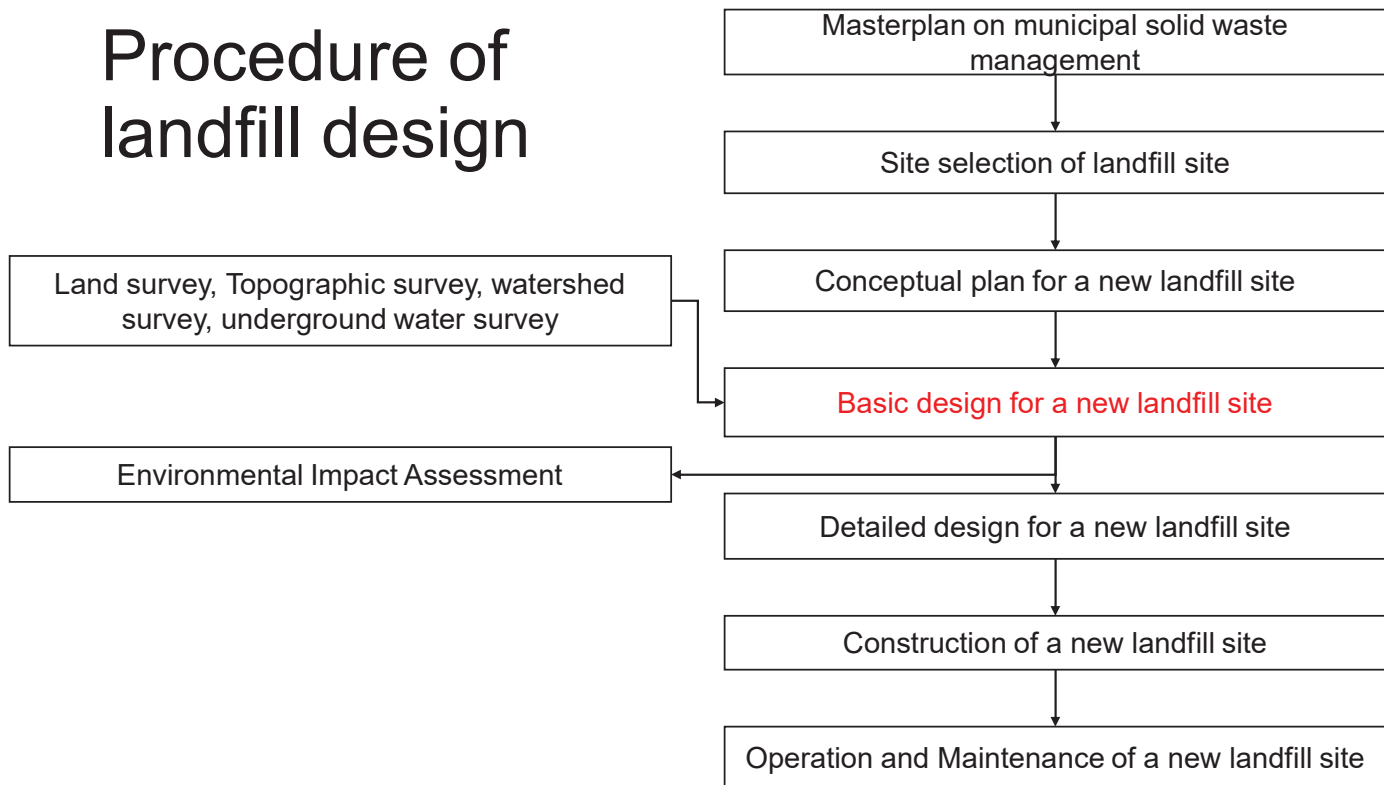 Procedure of
landfill design
Masterplan on municipal solid waste
management
Site selection of landfill site
Conceptual plan for a new landfill site
Land survey, Topographic survey, watershed
survey, underground water survey
Basic design for a new landfill site
Environmental Impact Assessment
Detailed design for a new landfill site
Construction of a new landfill site
Operation and Maintenance of a new landfill site